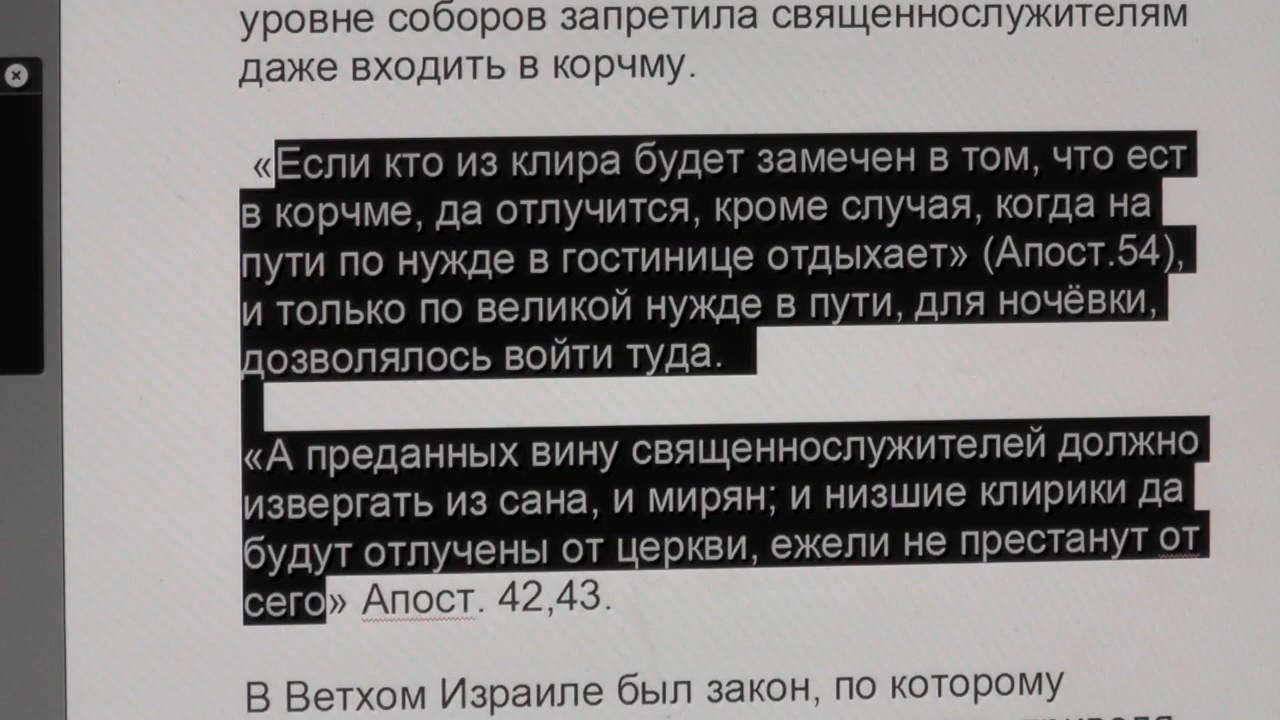 уровне соборов запретила священнослужителям
даже входить в корчму.
«Если кто из клира будет замечен в том, что ест
в корчме, да отлучится, кроме случая, когда на
пути по нужде в гостинице отдыхает» (Апост.54),
и только по великой нужде в пути, для ночёвки,
дозволялось войти туда.
«А преданных вину священнослужителей должно
извергать из сана, и мирян; и низшие клирики да
будут отлучены от церкви, ежели не престанут от
сего» Апост. 42,43.
В Ветхом Израиле был закон, по которому